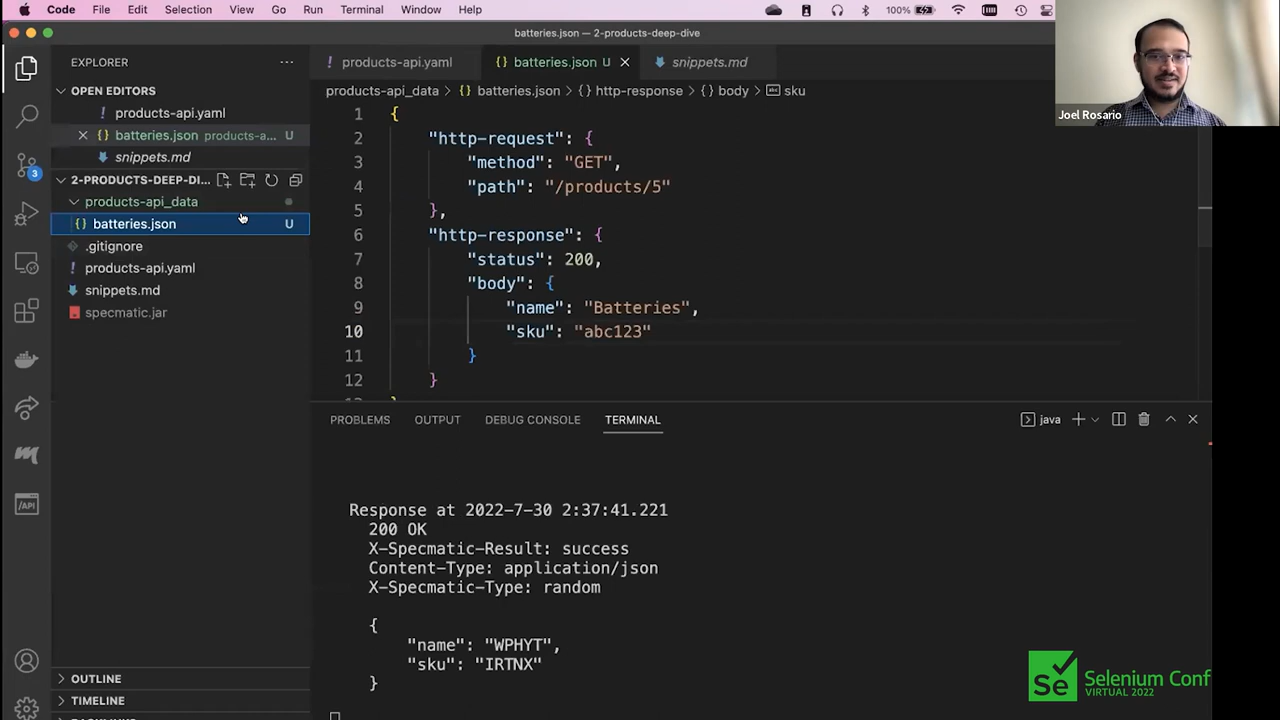 Code File Edit Selection View Go Run Terminal Window Help 100%
batteries.json — 2-products-deep-dive
EXPLORER
OPEN EDITORS
products-api.yaml
batteries.json products-a... U
snippets.md
2-PRODUCTS-DEEP-DI...
products-api_data
batteries.json U
.gitignore
products-api.yaml
snippets.md
specmatic.jar
3
/API
OUTLINE
TIMELINE
products-api.yaml batteries.json U snippets.md
products-api_data > {} batteries.json > {} http-response > {} body > abc sku
1 {
2 "http-request": {
3 "method": "GET",
4 "path": "/products/5"
5 },
6 "http-response": {
7 "status": 200,
8 "body": {
9 "name": "Batteries",
10 "sku": "abc123"
11 }
12 }
PROBLEMS OUTPUT DEBUG CONSOLE TERMINAL java
Response at 2022-7-30 2:37:41.221
200 OK
X-Specmatic-Result: success
Content-Type: application/json
X-Specmatic-Type: random
{
"name": "WPHYT",
"sku": "IRTNX"
}
Joel Rosario
Se Selenium Conf
VIRTUAL 2022